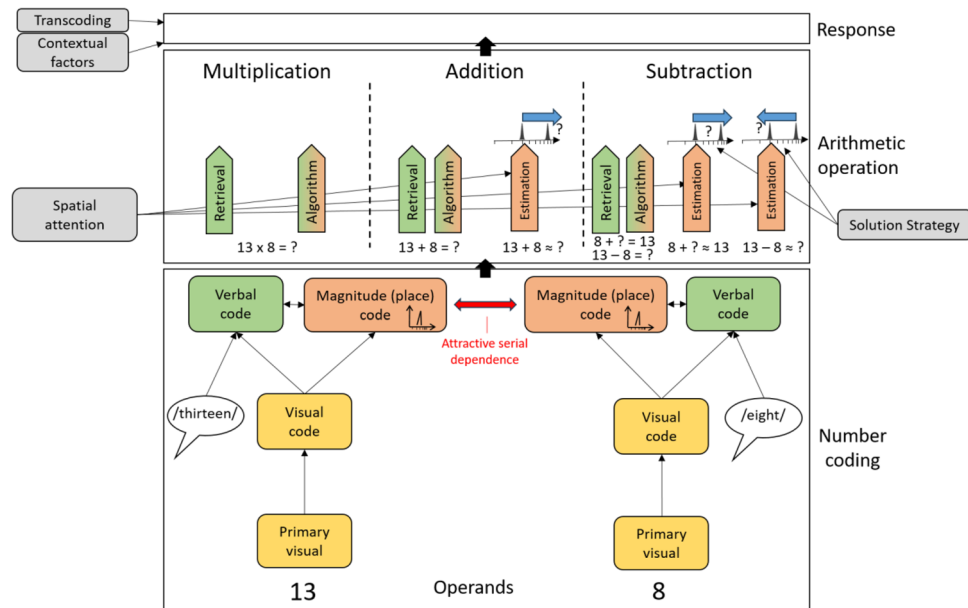 Transcoding
Contextual
factors
Response
Multiplication
Addition
Subtraction
?
?
?
Arithmetic
operation
Spatial
attention
Retrieval
Algorithm
Retrieval
Algorithm
Estimation
Retrieval
Algorithm
Estimation
Estimation
Solution Strategy
13 x 8 = ?
13 + 8 = ?
13 + 8 ≈ ?
8 + ? = 13
13 – 8 = ?
8 + ? ≈ 13
13 – 8 ≈ ?
Verbal
code
Magnitude (place)
code
Attractive serial
dependence
Magnitude (place)
code
Verbal
code
/thirteen/
Visual
code
Visual
code
/eight/
Number
coding
Primary
visual
Primary
visual
13
Operands
8